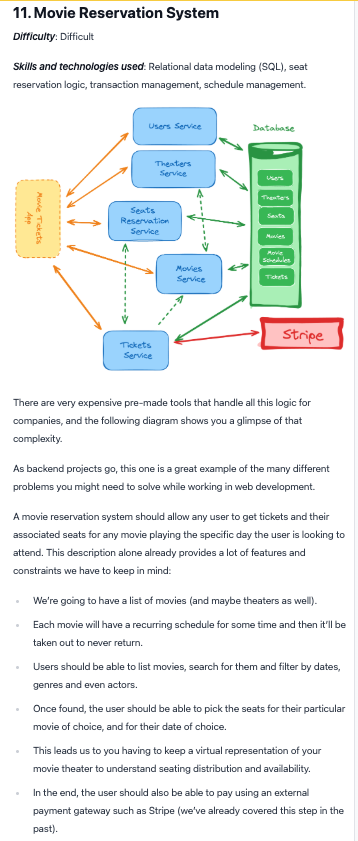 11. Movie Reservation System
Difficulty: Difficult
Skills and technologies used: Relational data modeling (SQL), seat
reservation logic, transaction management, schedule management.
Users Service
Database
Theaters
Service
Movie Tickets
App
Seats
Reservation
Service
Movies
Service
Tickets
Service
Users
Theaters
Seats
Movies
Movie
Schedules
Tickets
Stripe
There are very expensive pre-made tools that handle all this logic for
companies, and the following diagram shows you a glimpse of that
complexity.
As backend projects go, this one is a great example of the many different
problems you might need to solve while working in web development.
A movie reservation system should allow any user to get tickets and their
associated seats for any movie playing the specific day the user is looking to
attend. This description alone already provides a lot of features and
constraints we have to keep in mind:
We're going to have a list of movies (and maybe theaters as well).
Each movie will have a recurring schedule for some time and then it'll be
taken out to never return.
Users should be able to list movies, search for them and filter by dates,
genres and even actors.
Once found, the user should be able to pick the seats for their particular
movie of choice, and for their date of choice.
This leads us to you having to keep a virtual representation of your
movie theater to understand seating distribution and availability.
In the end, the user should also be able to pay using an external
payment gateway such as Stripe (we've already covered this step in the
past).